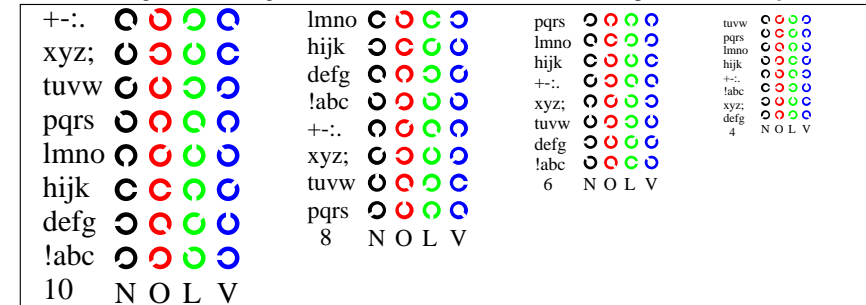 +-:.
xyz;
tuvw
pqrs
lmno
hijk
defg
!abc
10 N O L V
lmno
hijk
defg
!abc
+-:.
xyz;
tuvw
pqrs
8 N O L V
pqrs
lmno
hijk
+-:.
xyz;
tuvw
defg
!abc
6 N O L V
tuvw
pqrs
lmno
hijk
+-:.
!abc
xyz;
defg
4 N O L V